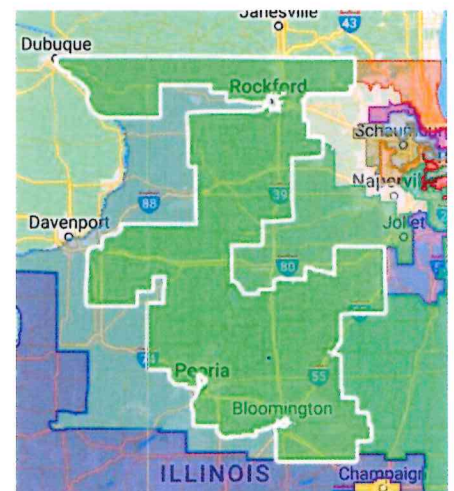 Janesville
43
Dubuque
Rockford
Schaumburg
88
39
Naperville
Davenport
Joliet
80
Peoria
55
Bloomington
ILLINOIS
Champaign